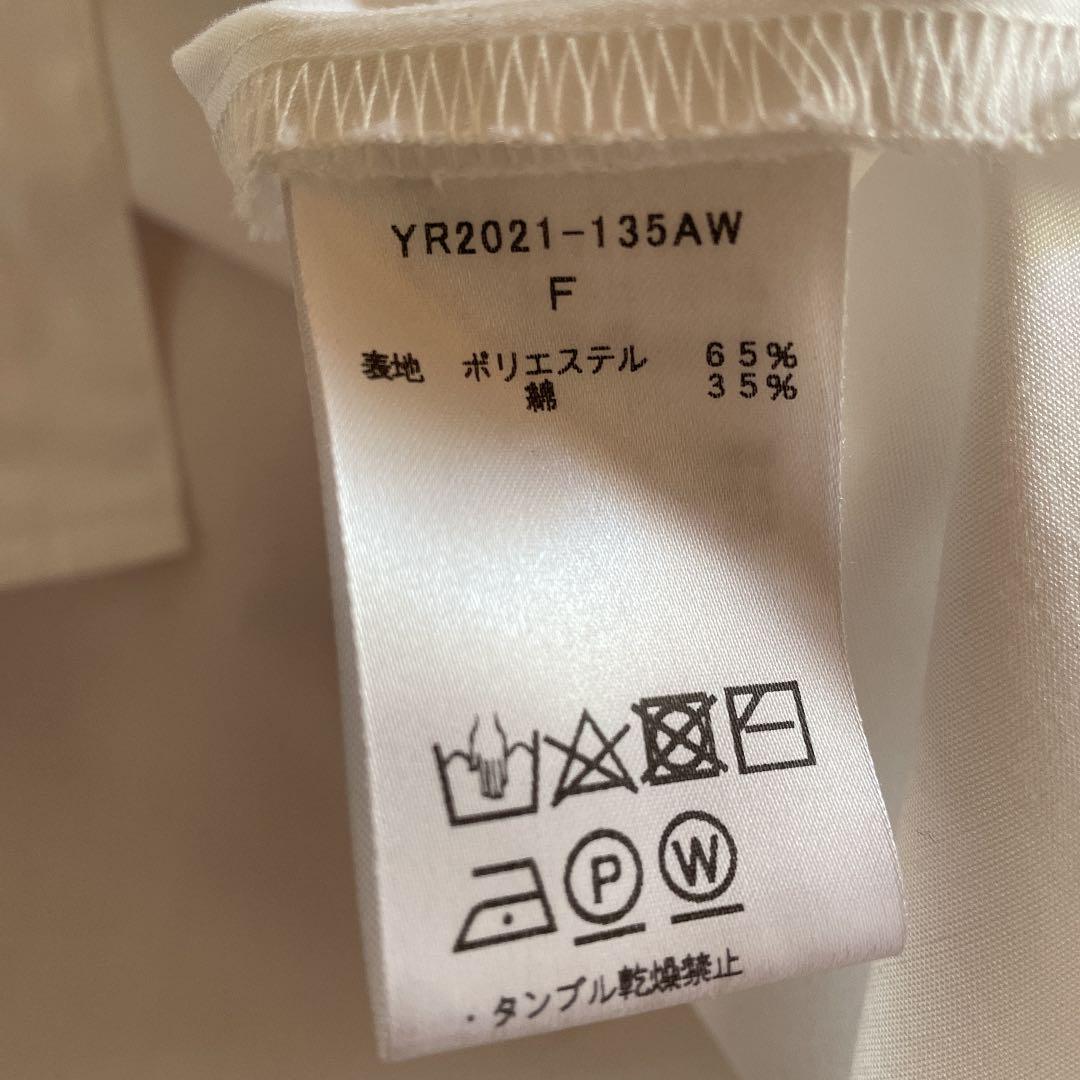 YR2021-135AW
F
表地 ポリエステル 65%
綿 35%
P W
・タンブル乾燥禁止